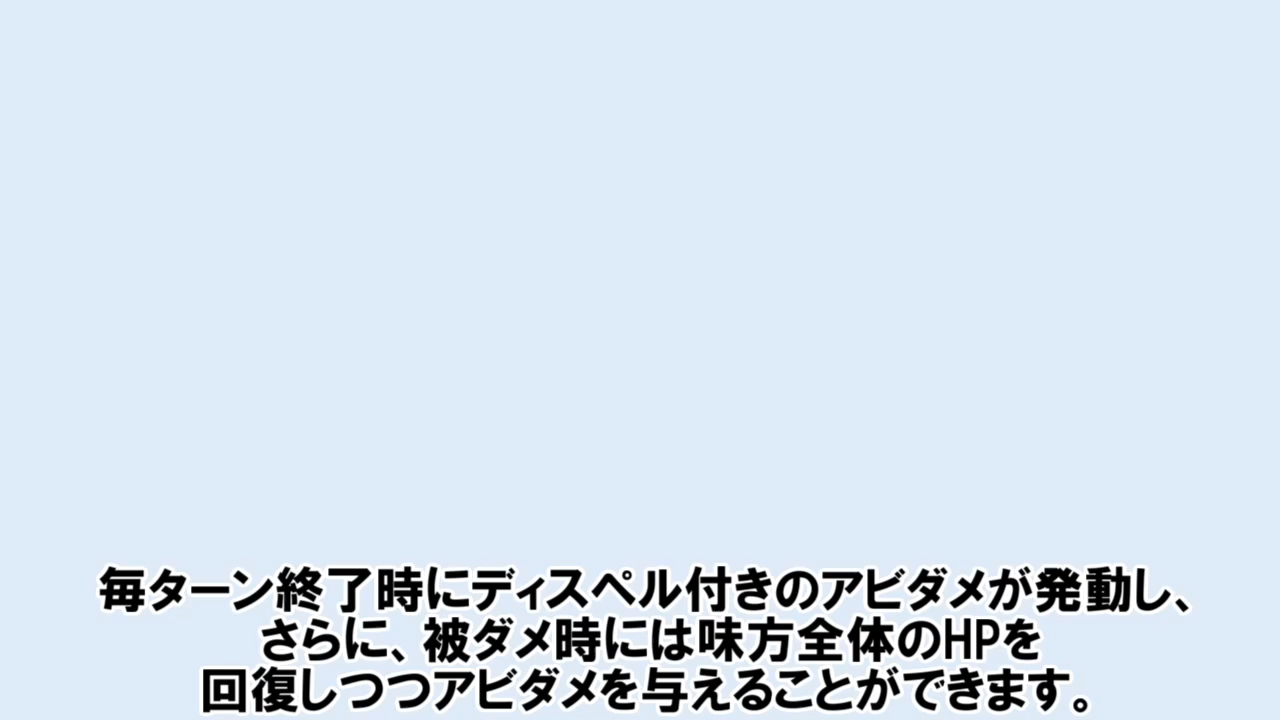 毎ターン終了時にディスペル付きのアビダメが発動し、
さらに、被ダメ時には味方全体のHPを
回復しつつアビダメを与えることができます。